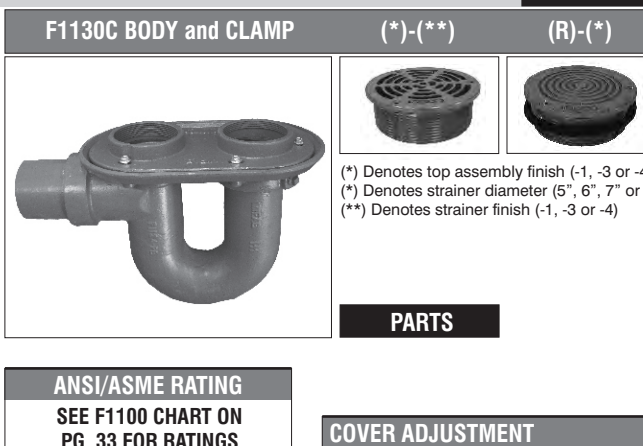 F1130C BODY and CLAMP
(*)-(**)
(R)-(*)
(*) Denotes top assembly finish (-1, -3 or -4
(*) Denotes strainer diameter (5”, 6”, 7” or
(**) Denotes strainer finish (-1, -3 or -4)
PARTS
ANSI/ASME RATING
SEE F1100 CHART ON
PG. 33 FOR RATINGS
COVER ADJUSTMENT